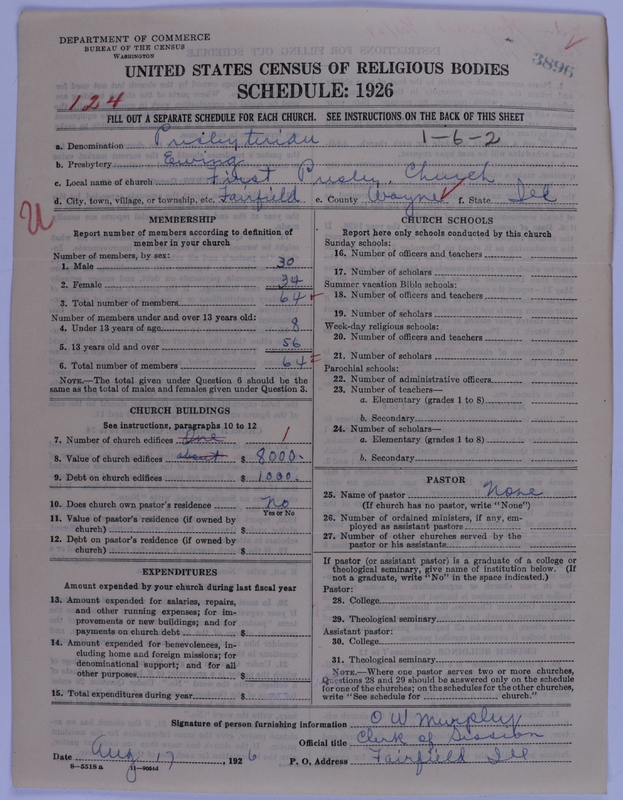 DEPARTMENT OF COMMERCE
BUREAU OF THE CENSUS
WASHINGTON
3896
UNITED STATES CENSUS OF RELIGIOUS BODIES
SCHEDULE: 1926
124
FILL OUT A SEPARATE SCHEDULE FOR EACH CHURCH. SEE INSTRUCTIONS ON THE BACK OF THIS SHEET
a. Denomination Presbyterian 1-6-2
b. Presbytery Ewing
c. Local name of church First Presby. Church
d. City, town, village, or township, etc. Fairfield e. County Wayne f. State Ill
U
MEMBERSHIP
Report number of members according to definition of
member in your church
Number of members, by sex:
1. Male 30
2. Female 34
3. Total number of members 64
Number of members under and over 13 years old:
4. Under 13 years of age 8
5. 13 years old and over 56
6. Total number of members 64
NOTE.—The total given under Question 6 should be the
same as the total of males and females given under Question 3.
CHURCH BUILDINGS
See instructions, paragraphs 10 to 12
7. Number of church edifices One 1
8. Value of church edifices about $ 8000.
9. Debt on church edifices $ 1000.
10. Does church own pastor's residence No
Yes or No
11. Value of pastor's residence (if owned by
church) $
12. Debt on pastor's residence (if owned by
church) $
EXPENDITURES
Amount expended by your church during last fiscal year
13. Amount expended for salaries, repairs,
and other running expenses; for im-
provements or new buildings; and for
payments on church debt $
14. Amount expended for benevolences, in-
cluding home and foreign missions; for
denominational support; and for all
other purposes $
15. Total expenditures during year $
CHURCH SCHOOLS
Report here only schools conducted by this church
Sunday schools:
16. Number of officers and teachers
17. Number of scholars
Summer vacation Bible schools:
18. Number of officers and teachers
19. Number of scholars
Week-day religious schools:
20. Number of officers and teachers
21. Number of scholars
Parochial schools:
22. Number of administrative officers
23. Number of teachers—
a. Elementary (grades 1 to 8)
b. Secondary
24. Number of scholars—
a. Elementary (grades 1 to 8)
b. Secondary
PASTOR
25. Name of pastor None
(If church has no pastor, write "None")
26. Number of ordained ministers, if any, em-
ployed as assistant pastors
27. Number of other churches served by the
pastor or his assistants
If pastor (or assistant pastor) is a graduate of a college or
theological seminary, give name of institution below. (If
not a graduate, write "No" in the space indicated.)
Pastor:
28. College
29. Theological seminary
Assistant pastor:
30. College
31. Theological seminary
NOTE.—Where one pastor serves two or more churches,
Questions 28 and 29 should be answered only on the schedule
for one of the churches; on the schedules for the other churches,
write "See schedule for church."
Signature of person furnishing information O W Murphy
Official title Clerk of Session
Date Aug 17, 1926 P. O. Address Fairfield Ill
8-5518a 11-90544